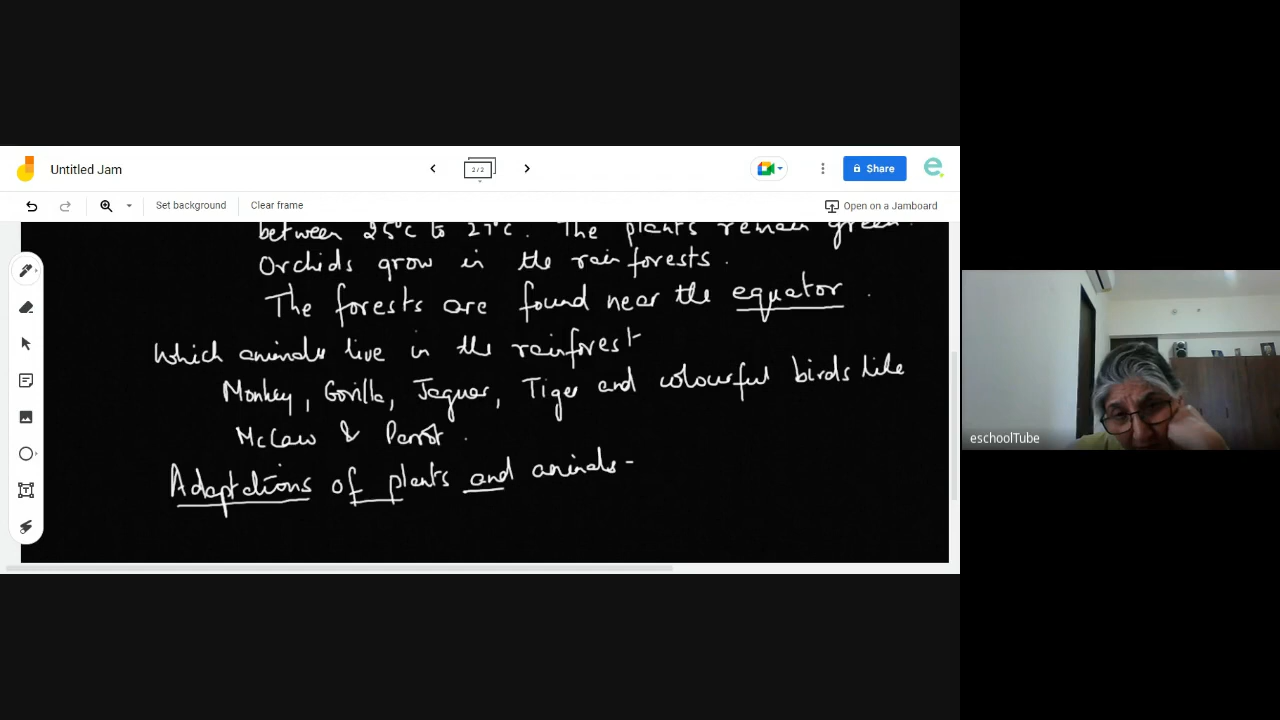 Untitled Jam
2/2
Share
Set background
Clear frame
Open on a Jamboard
between 25°c to 27°c. The plants remain green.
Orchids grow in the rain forests.
The forests are found near the equator.
Which animals live in the rainforest
Monkey, Gorilla, Jaguar, Tiger and colourful birds like
McCaw & Parrot.
Adaptations of plants and animals-
eschoolTube